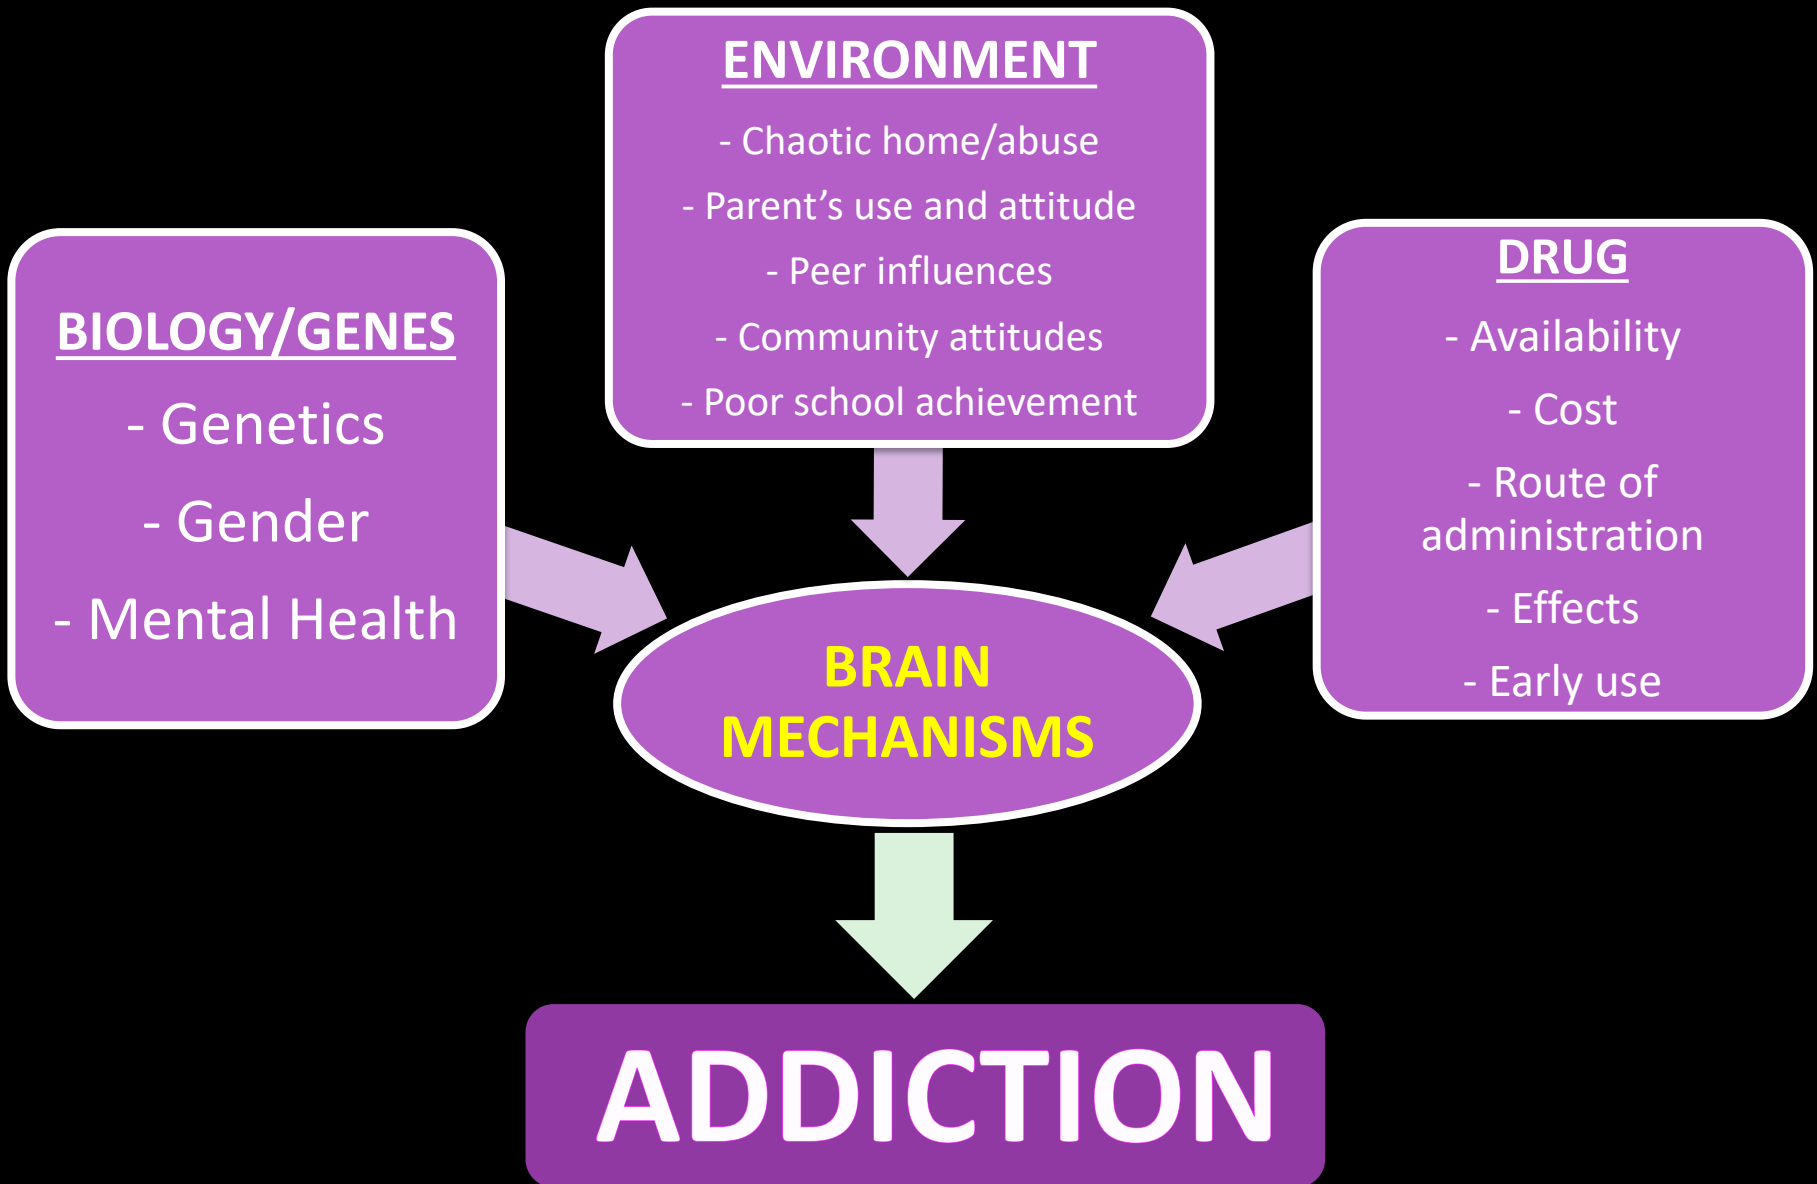 ENVIRONMENT
- Chaotic home/abuse
- Parent’s use and attitude
- Peer influences
- Community attitudes
- Poor school achievement
BIOLOGY/GENES
- Genetics
- Gender
- Mental Health
DRUG
- Availability
- Cost
- Route of
administration
- Effects
- Early use
BRAIN
MECHANISMS
ADDICTION